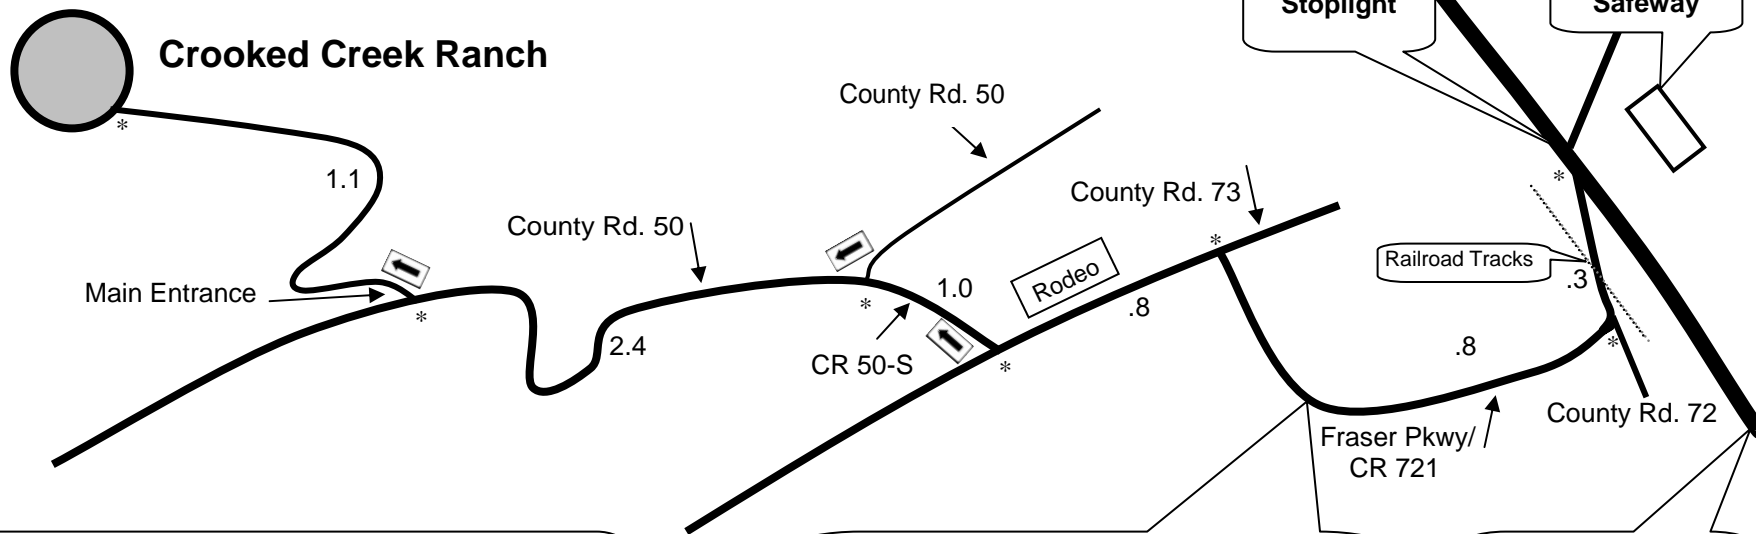 Stoplight
Safeway
Crooked Creek Ranch
County Rd. 50
*
*
1.1
County Rd. 73
County Rd. 50
*
Railroad Tracks
.3
Rodeo
Main Entrance
*
1.0
*
.8
2.4
.8
*
CR 50-S
*
County Rd. 72
Fraser Pkwy/
CR 721